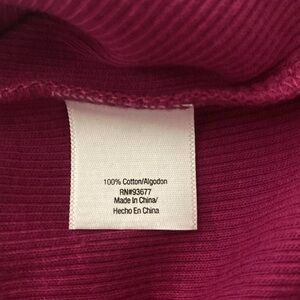 100% Cotton/Algodon
RN#93677
Made In China/
Hecho En China